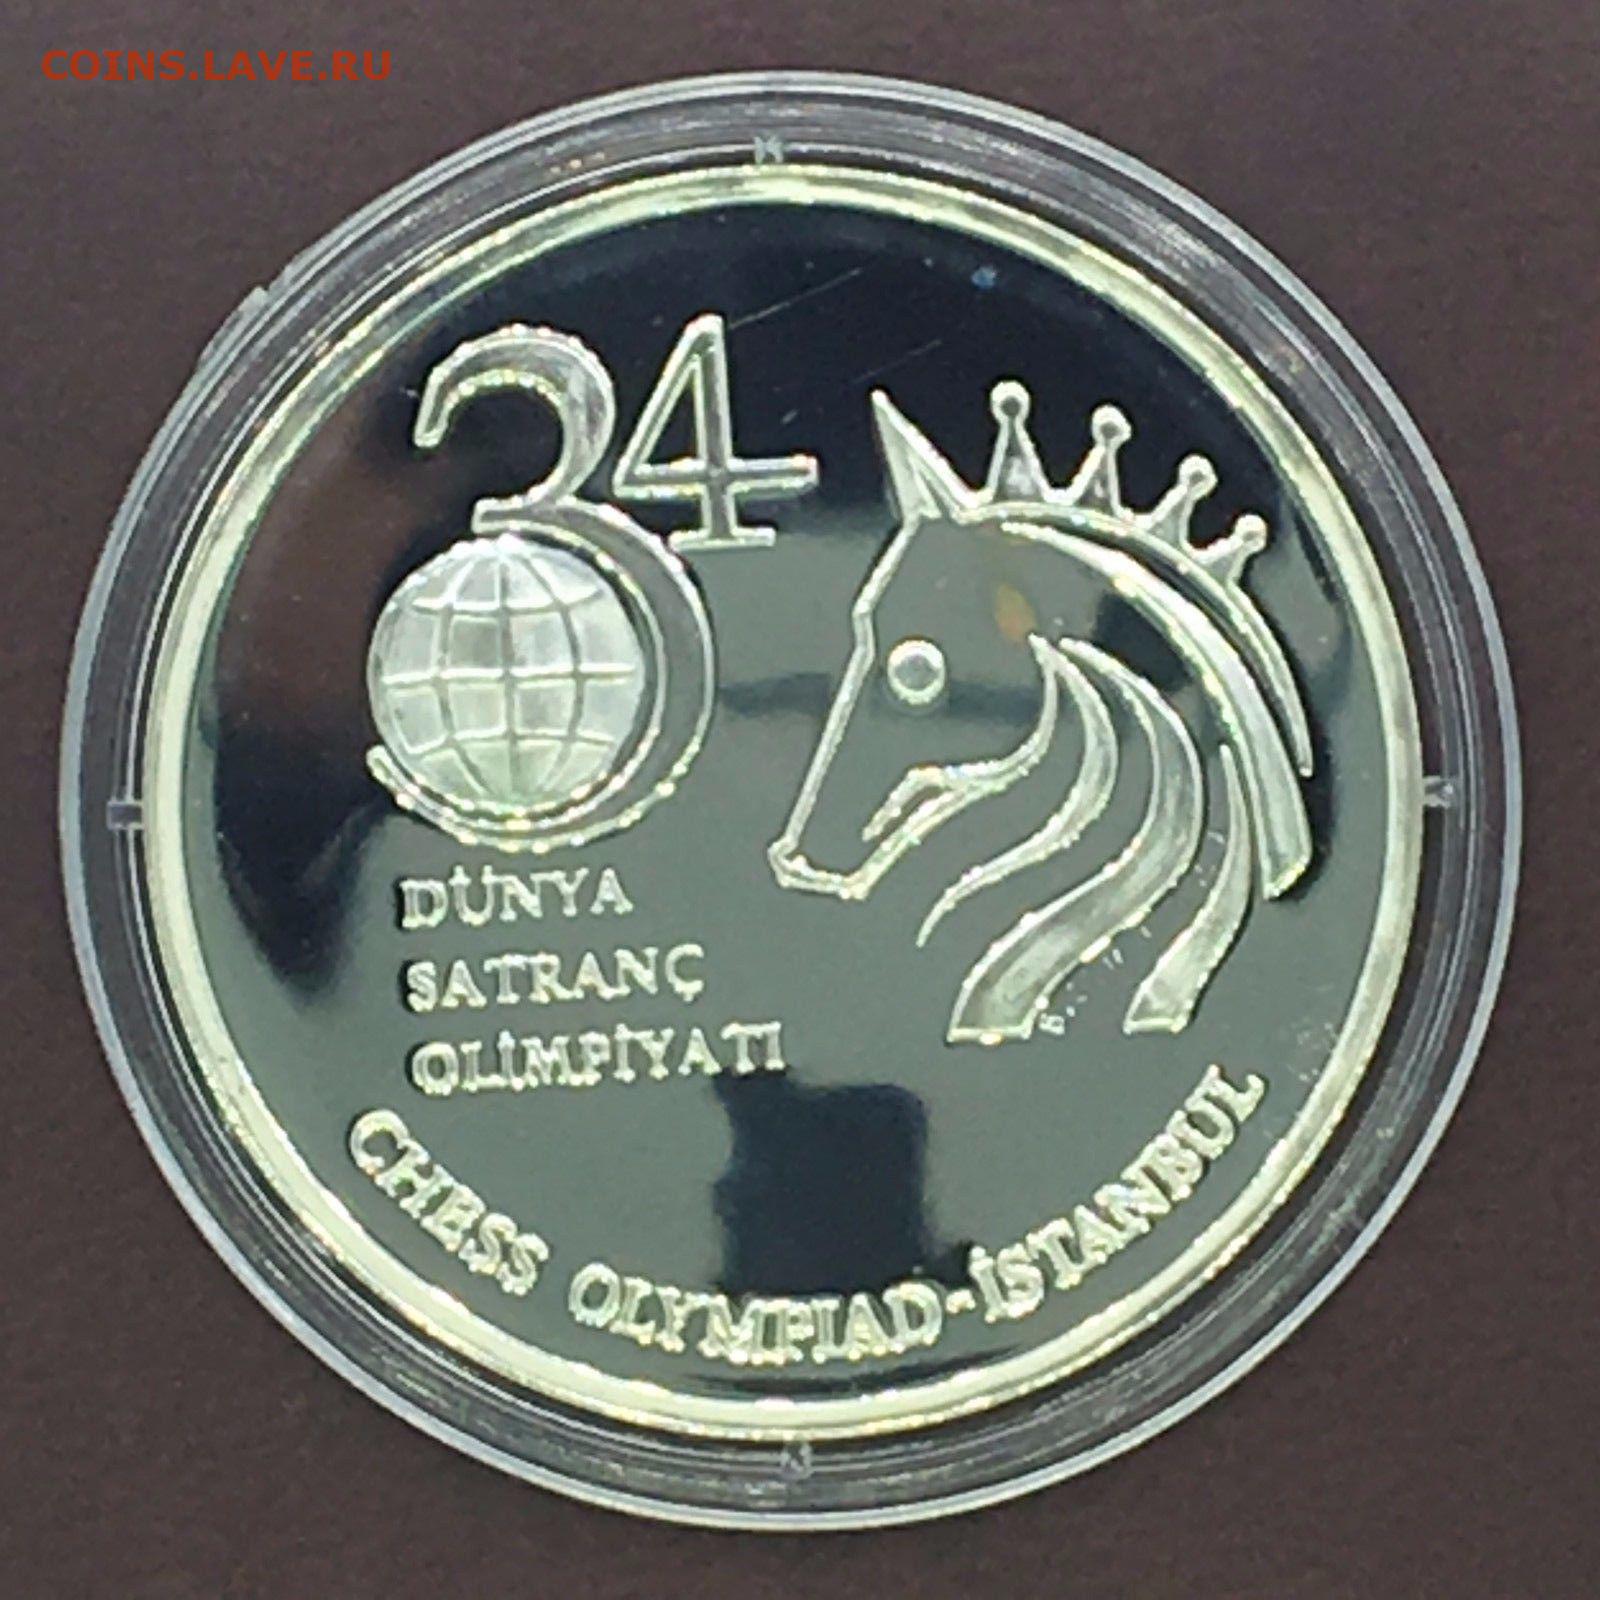 COINS.LAVE.RU
34
DÜNYA
SATRANÇ
OLİMPİYATI
CHESS OLYMPIAD-İSTANBUL